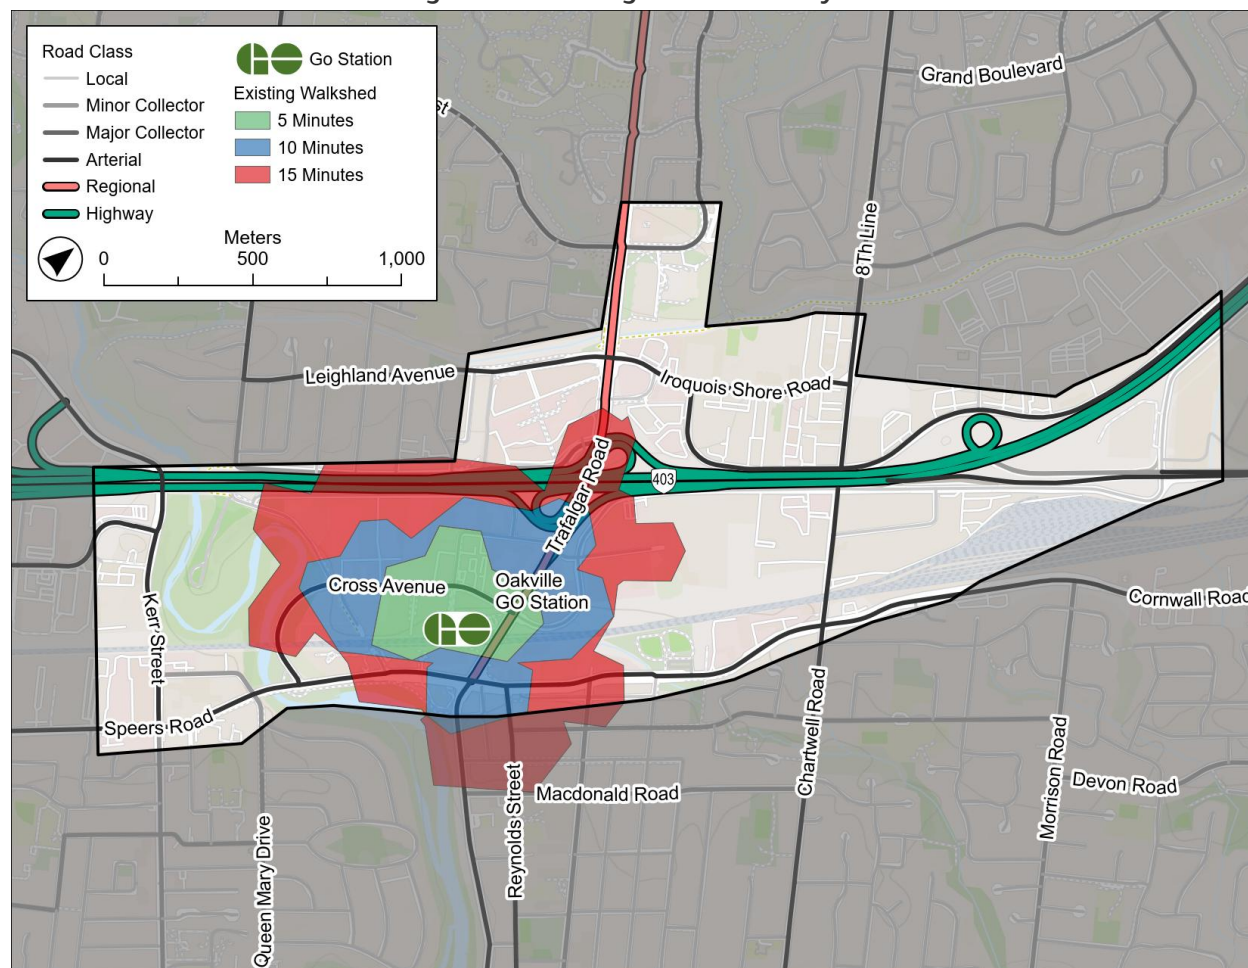 Road Class
Local
Minor Collector
Major Collector
Arterial
Regional
Highway
GO Go Station
Existing Walkshed
5 Minutes
10 Minutes
15 Minutes
Meters
0 500 1,000
Grand Boulevard
8Th Line
Leighland Avenue
Iroquois Shore Road
403
Trafalgar Road
Cross Avenue
Oakville
GO Station
GO
Kerr Street
Cornwall Road
Speers Road
Chartwell Road
Morrison Road
Macdonald Road
Devon Road
Reynolds Street
Queen Mary Drive